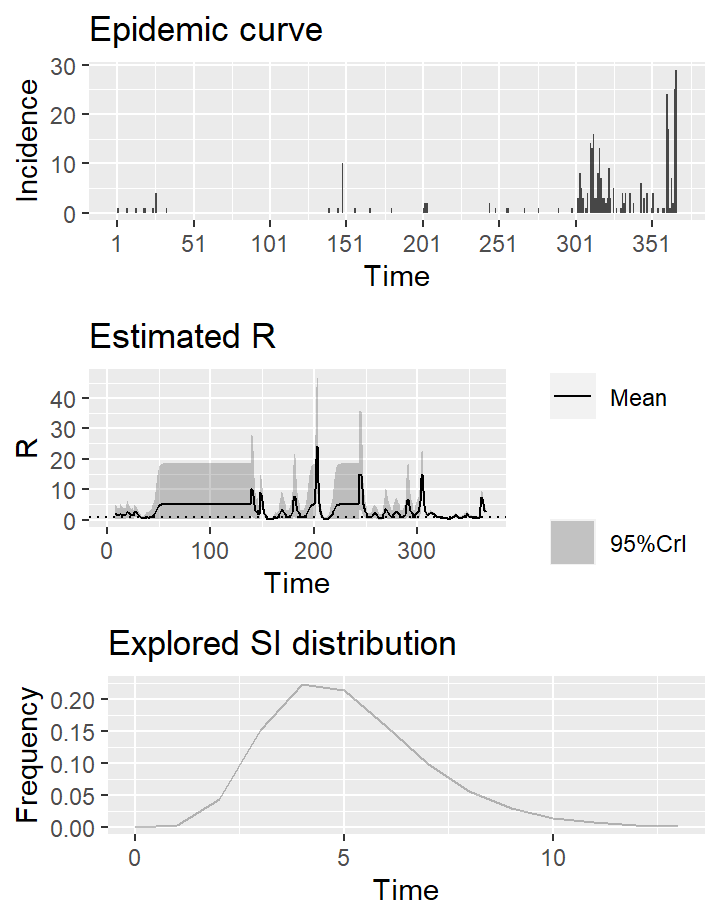 Epidemic curve
30
20
10
0
Incidence
1 51 101 151 201 251 301 351
Time
Estimated R
40
30
20
10
0
R
0 100 200 300
Time
Mean
95%CrI
Explored SI distribution
0.20
0.15
0.10
0.05
0.00
Frequency
0 5 10
Time